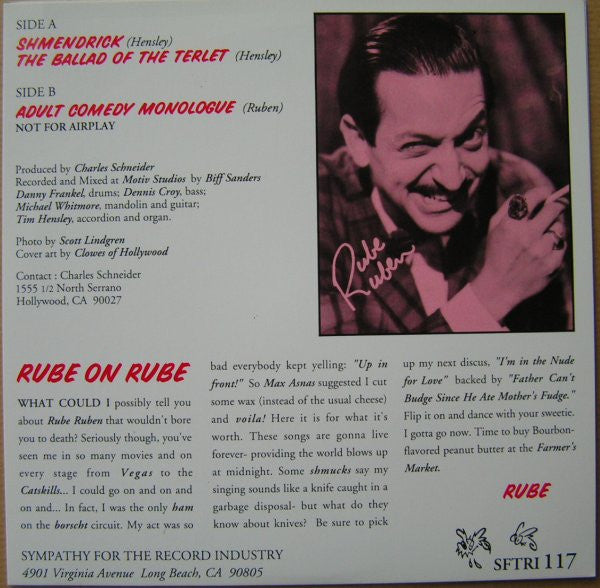 SIDE A
SHMENDRICK (Hensley)
THE BALLAD OF THE TERLET (Hensley)
SIDE B
ADULT COMEDY MONOLOGUE (Ruben)
NOT FOR AIRPLAY
Produced by Charles Schneider
Recorded and Mixed at Motiv Studios by Biff Sanders
Danny Frankel, drums; Dennis Croy, bass;
Michael Whitmore, mandolin and guitar;
Tim Hensley, accordion and organ.
Photo by Scott Lindgren
Cover art by Clowes of Hollywood
Contact : Charles Schneider
1555 1/2 North Serrano
Hollywood, CA 90027
Rube
Ruben
RUBE ON RUBE
WHAT COULD I possibly tell you
about Rube Ruben that wouldn't bore
you to death? Seriously though, you've
seen me in so many movies and on
every stage from Vegas to the
Catskills... I could go on and on and
on and... In fact, I was the only ham
on the borscht circuit. My act was so
bad everybody kept yelling: "Up in
front!" So Max Asnas suggested I cut
some wax (instead of the usual cheese)
and voila! Here it is for what it's
worth. These songs are gonna live
forever- providing the world blows up
at midnight. Some shmucks say my
singing sounds like a knife caught in a
garbage disposal- but what do they
know about knives? Be sure to pick
up my next discus, "I'm in the Nude
for Love" backed by "Father Can't
Budge Since He Ate Mother's Fudge."
Flip it on and dance with your sweetie.
I gotta go now. Time to buy Bourbon-
flavored peanut butter at the Farmer's
Market.
RUBE
SYMPATHY FOR THE RECORD INDUSTRY
4901 Virginia Avenue Long Beach, CA 90805
SFTRI 117